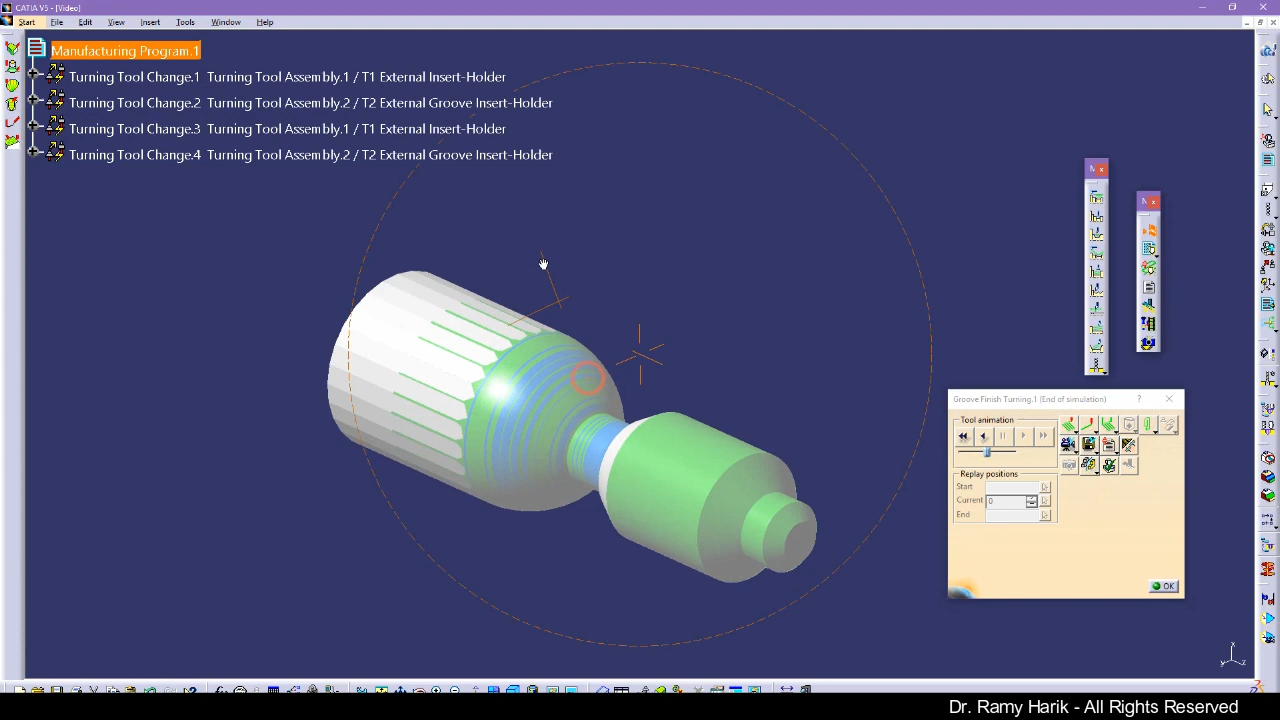 CATIA V5 - [Video]
Start File Edit View Insert Tools Window Help
Manufacturing Program.1
Turning Tool Change.1 Turning Tool Assembly.1 / T1 External Insert-Holder
Turning Tool Change.2 Turning Tool Assembly.2 / T2 External Groove Insert-Holder
Turning Tool Change.3 Turning Tool Assembly.1 / T1 External Insert-Holder
Turning Tool Change.4 Turning Tool Assembly.2 / T2 External Groove Insert-Holder
Groove Finish Turning.1 (End of simulation)
Tool animation
Replay positions
Start
Current 0
End
OK
Dr. Ramy Harik - All Rights Reserved